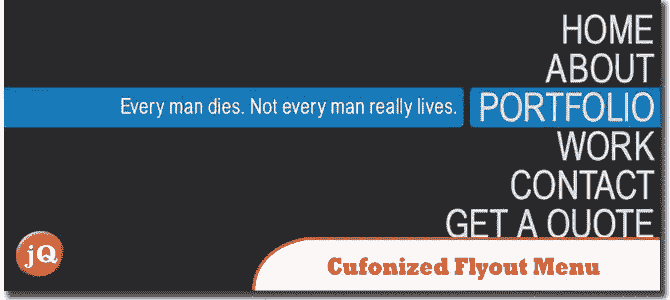 HOME
ABOUT
Every man dies. Not every man really lives. PORTFOLIO
WORK
CONTACT
GET A QUOTE
jQ
Cufonized Flyout Menu